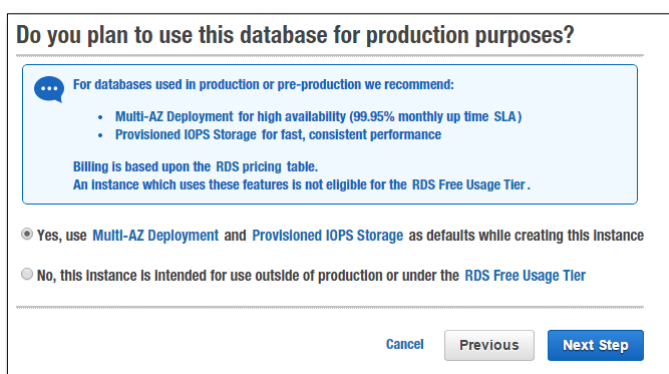 Do you plan to use this database for production purposes?
For databases used in production or pre-production we recommend:
• Multi-AZ Deployment for high availability (99.95% monthly up time SLA)
• Provisioned IOPS Storage for fast, consistent performance
Billing is based upon the RDS pricing table.
An instance which uses these features is not eligible for the RDS Free Usage Tier.
Yes, use Multi-AZ Deployment and Provisioned IOPS Storage as defaults while creating this instance
No, this instance is intended for use outside of production or under the RDS Free Usage Tier
Cancel Previous Next Step